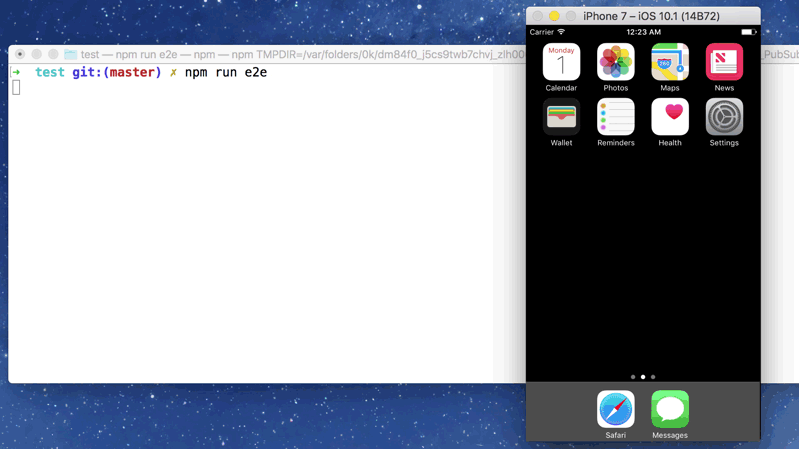 test — npm run e2e — npm — npm TMPDIR=/var/folders/0k/dm84f0_j5cs9twb7chvj_zlh00
_PubSub
➜ test git:(master) ✗ npm run e2e
iPhone 7 – iOS 10.1 (14B72)
Carrier 12:23 AM
Monday
1
280
Calendar Photos Maps News
Wallet Reminders Health Settings
Safari Messages